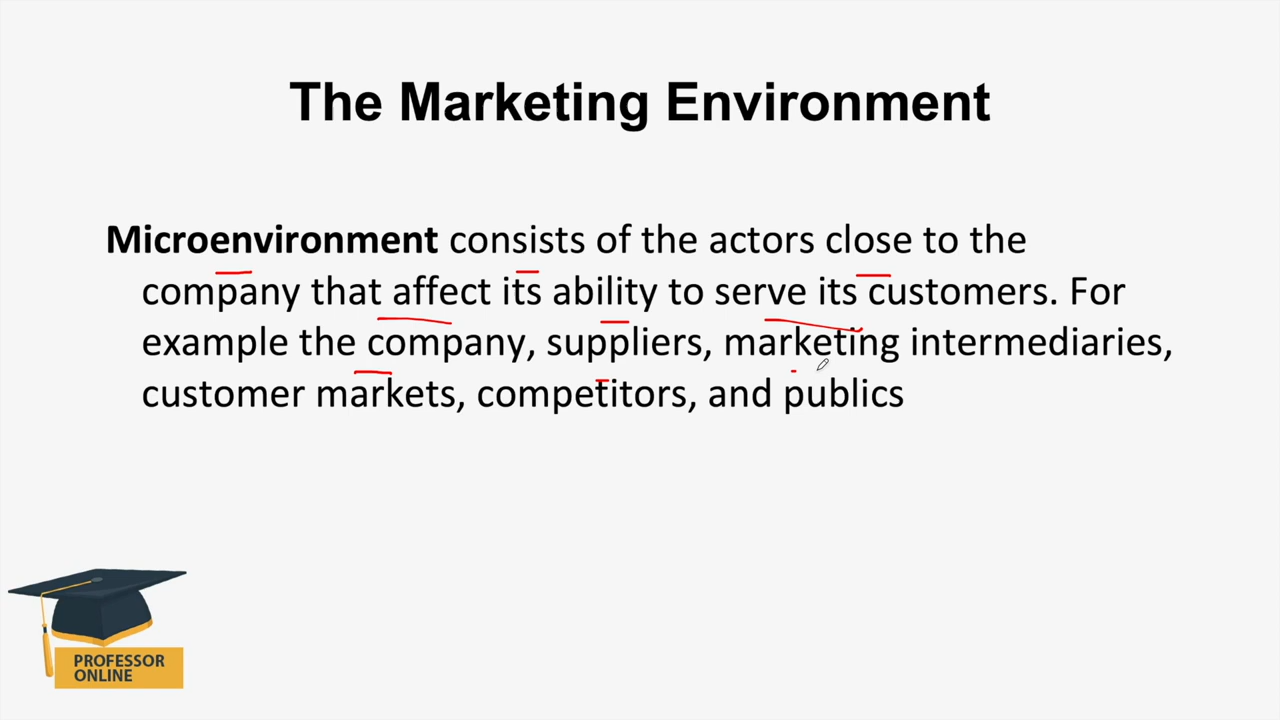 The Marketing Environment
Microenvironment consists of the actors close to the
company that affect its ability to serve its customers. For
example the company, suppliers, marketing intermediaries,
customer markets, competitors, and publics
PROFESSOR
ONLINE